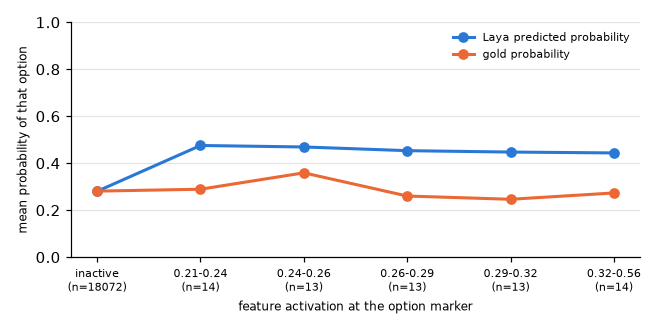 1.0
0.8
0.6
0.4
0.2
0.0
mean probability of that option
Laya predicted probability
gold probability
inactive
(n=18072)
0.21-0.24
(n=14)
0.24-0.26
(n=13)
0.26-0.29
(n=13)
0.29-0.32
(n=13)
0.32-0.56
(n=14)
feature activation at the option marker